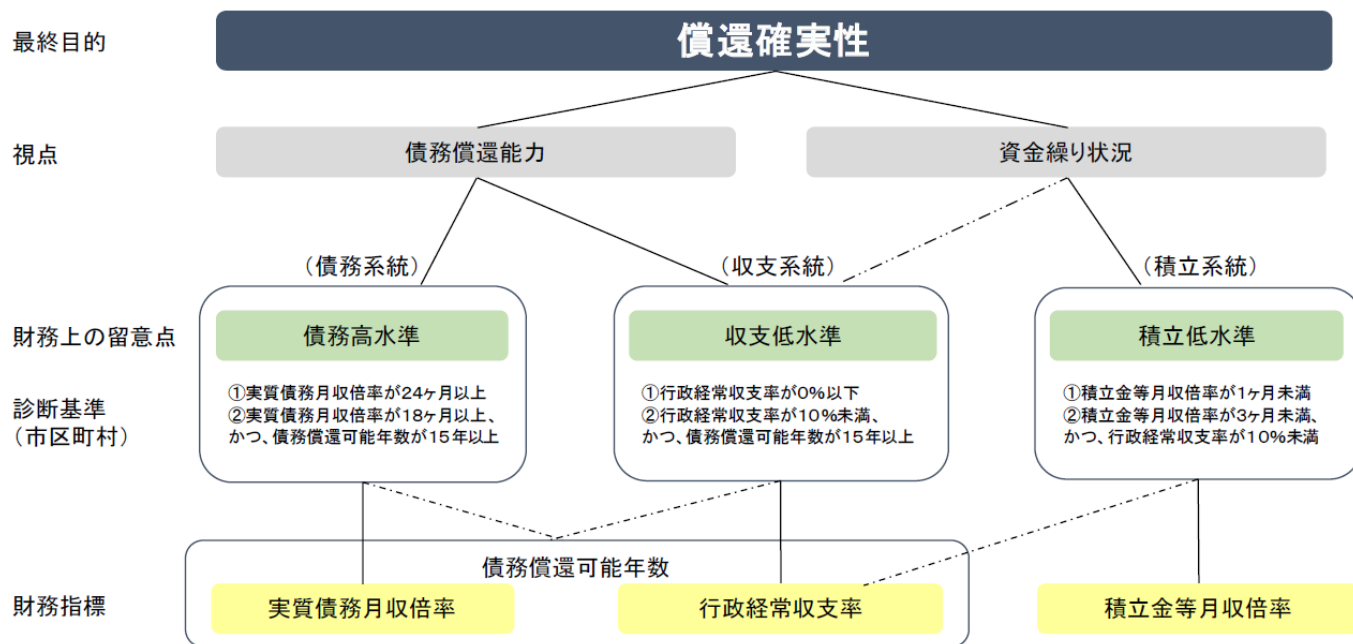 最終目的
償還確実性
視点
債務償還能力
資金繰り状況
（債務系統）
（収支系統）
（積立系統）
財務上の留意点
債務高水準
収支低水準
積立低水準
診断基準
（市区町村）
①実質債務月収倍率が24ヶ月以上
②実質債務月収倍率が18ヶ月以上、
かつ、債務償還可能年数が15年以上
①行政経常収支率が0%以下
②行政経常収支率が10%未満、
かつ、債務償還可能年数が15年以上
①積立金等月収倍率が1ヶ月未満
②積立金等月収倍率が3ヶ月未満、
かつ、行政経常収支率が10%未満
債務償還可能年数
財務指標
実質債務月収倍率
行政経常収支率
積立金等月収倍率